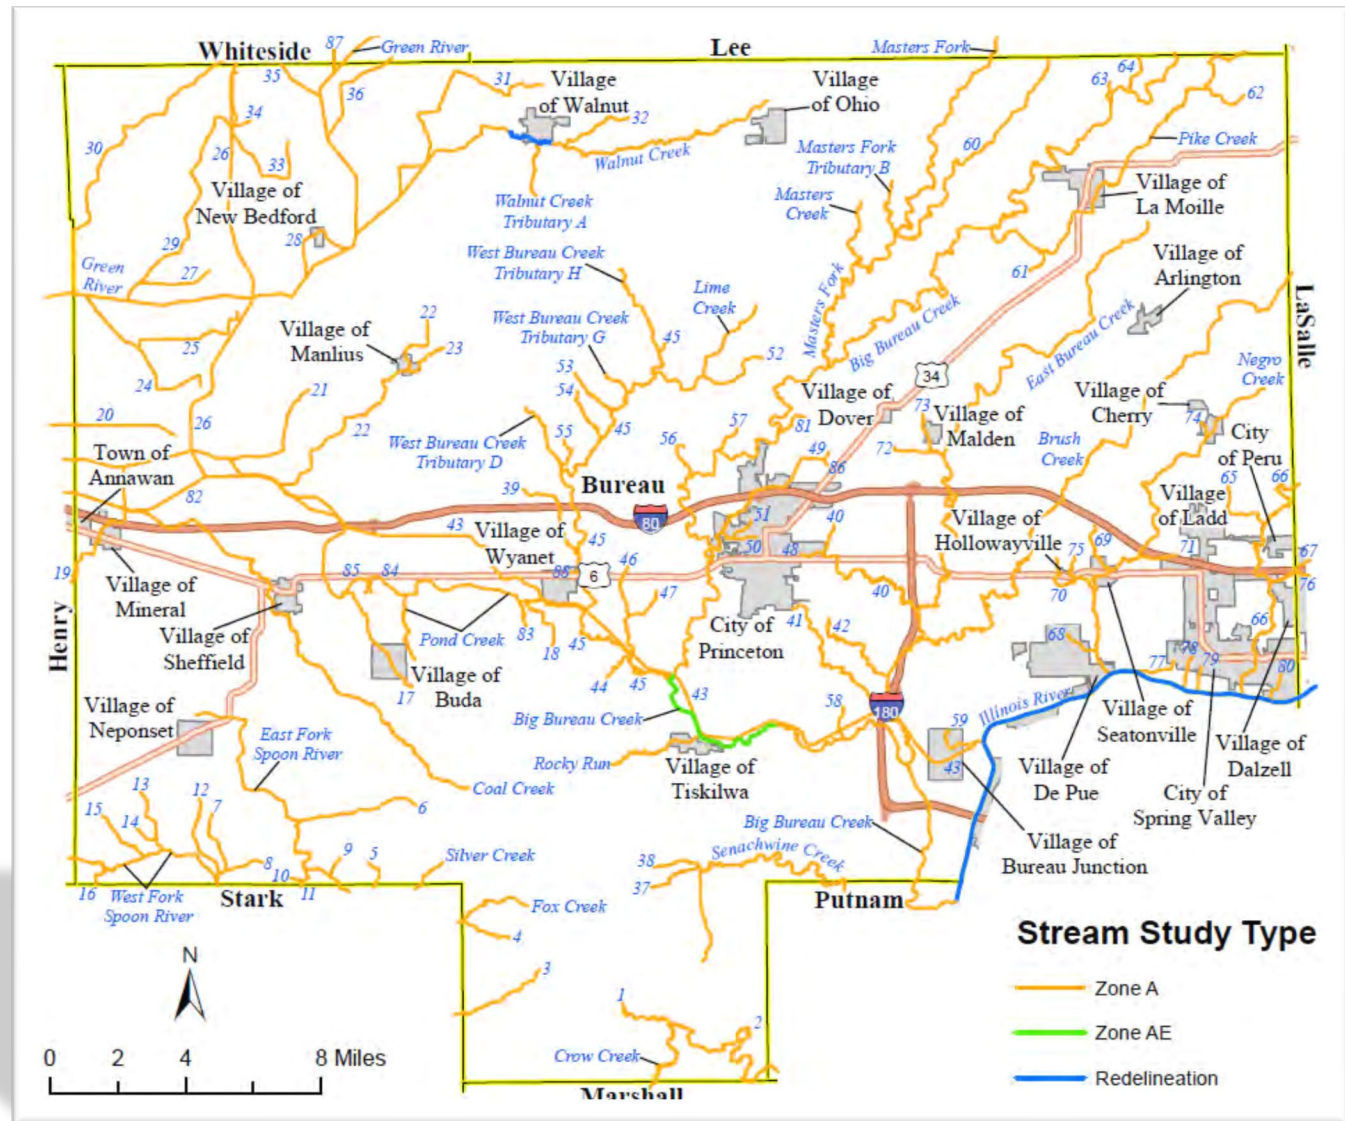 Whiteside
87
Green River
Lee
Masters Fork
35
36
31
Village
of Walnut
Village
of Ohio
64
63
62
34
32
30
26
33
Walnut Creek
60
Pike Creek
Masters Fork
Tributary B
Masters
Creek
Village of
La Moille
Village of
New Bedford
Walnut Creek
Tributary A
29
28
27
Green
River
West Bureau Creek
Tributary H
61
Village of
Arlington
Lime
Creek
Masters Fork
Big Bureau Creek
East Bureau Creek
LaSalle
22
Village of
Manlius
23
West Bureau Creek
Tributary G
45
52
25
24
53
54
34
Negro
Creek
21
20
26
22
Village of
Dover
73
Village of
Malden
Village of
Cherry
74
West Bureau Creek
Tributary D
55
45
56
57
81
49
86
72
Brush
Creek
City
of Peru
Town of
Annawan
82
39
Bureau
80
65
66
Village
of Ladd
43
Village of
Wyanet
45
51
50
48
40
Village of
Hollowayville
75
69
71
67
19
Village of
Mineral
85
84
88
6
46
47
40
70
76
Henry
Village of
Sheffield
Pond Creek
83
18
45
City of
Princeton
41
42
68
66
77
78
79
80
Village of
Buda
17
44
45
43
Village of
Neponset
Big Bureau Creek
58
180
59
Illinois River
Village of
Seatonville
East Fork
Spoon River
Rocky Run
Village of
Tiskilwa
43
Village of
De Pue
City of
Spring Valley
Village of
Dalzell
Coal Creek
13
12
7
6
15
14
Big Bureau Creek
Village of
Bureau Junction
8
10
9
5
Silver Creek
38
37
Senachwine Creek
16
West Fork
Spoon River
Stark
11
Putnam
Fox Creek
4
Stream Study Type
N
3
1
2
Zone A
Zone AE
0 2 4 8 Miles
Crow Creek
Redelineation
Marshall